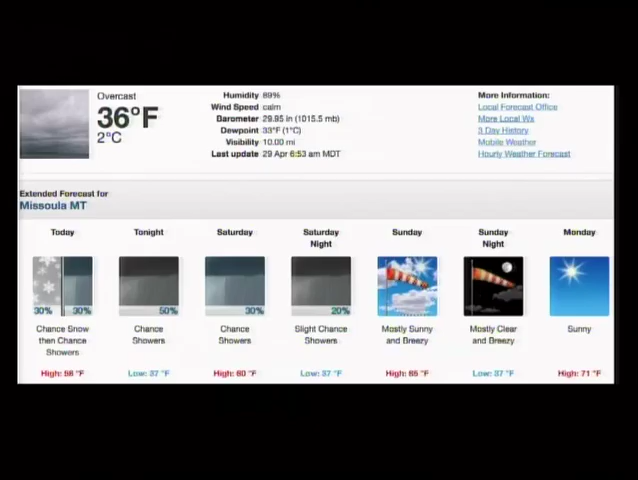 Overcast
36°F
2°C
Humidity 89%
Wind Speed calm
Barometer 29.95 in (1015.5 mb)
Dewpoint 33°F (1°C)
Visibility 10.00 mi
Last update 29 Apr 6:53 am MDT
More Information:
Local Forecast Office
More Local Wx
3 Day History
Mobile Weather
Hourly Weather Forecast
Extended Forecast for
Missoula MT
Today
30% 30%
Chance Snow
then Chance
Showers
High: 58 °F
Tonight
50%
Chance
Showers
Low: 37 °F
Saturday
30%
Chance
Showers
High: 60 °F
Saturday
Night
20%
Slight Chance
Showers
Low: 37 °F
Sunday
Mostly Sunny
and Breezy
High: 65 °F
Sunday
Night
Mostly Clear
and Breezy
Low: 37 °F
Monday
Sunny
High: 71 °F